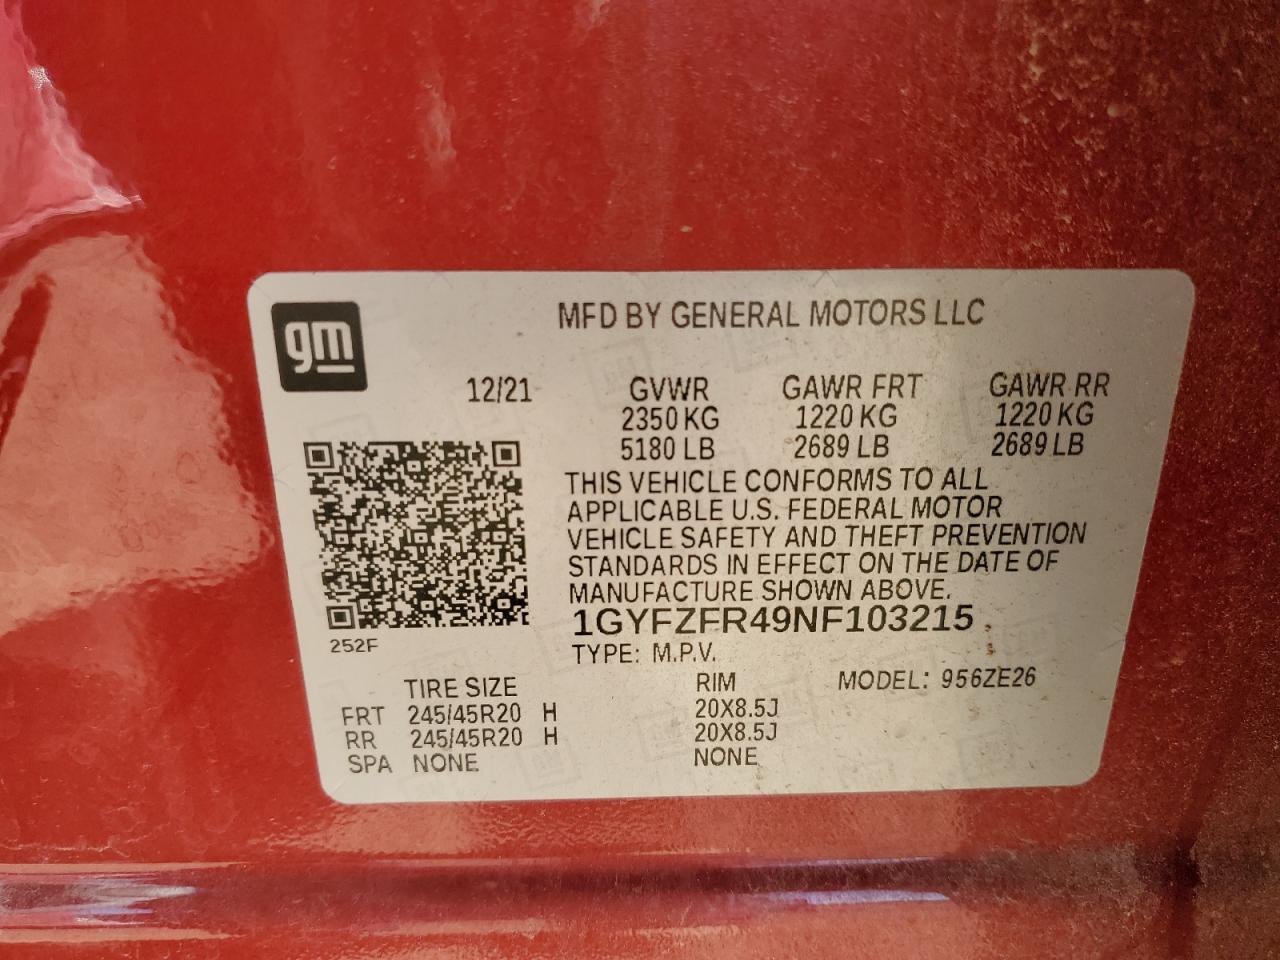 gm
MFD BY GENERAL MOTORS LLC
12/21 GVWR GAWR FRT GAWR RR
2350 KG 1220 KG 1220 KG
5180 LB 2689 LB 2689 LB
THIS VEHICLE CONFORMS TO ALL
APPLICABLE U.S. FEDERAL MOTOR
VEHICLE SAFETY AND THEFT PREVENTION
STANDARDS IN EFFECT ON THE DATE OF
MANUFACTURE SHOWN ABOVE.
1GYFZFR49NF103215
252F
TYPE: M.P.V.
TIRE SIZE RIM MODEL: 956ZE26
FRT 245/45R20 H 20X8.5J
RR 245/45R20 H 20X8.5J
SPA NONE NONE